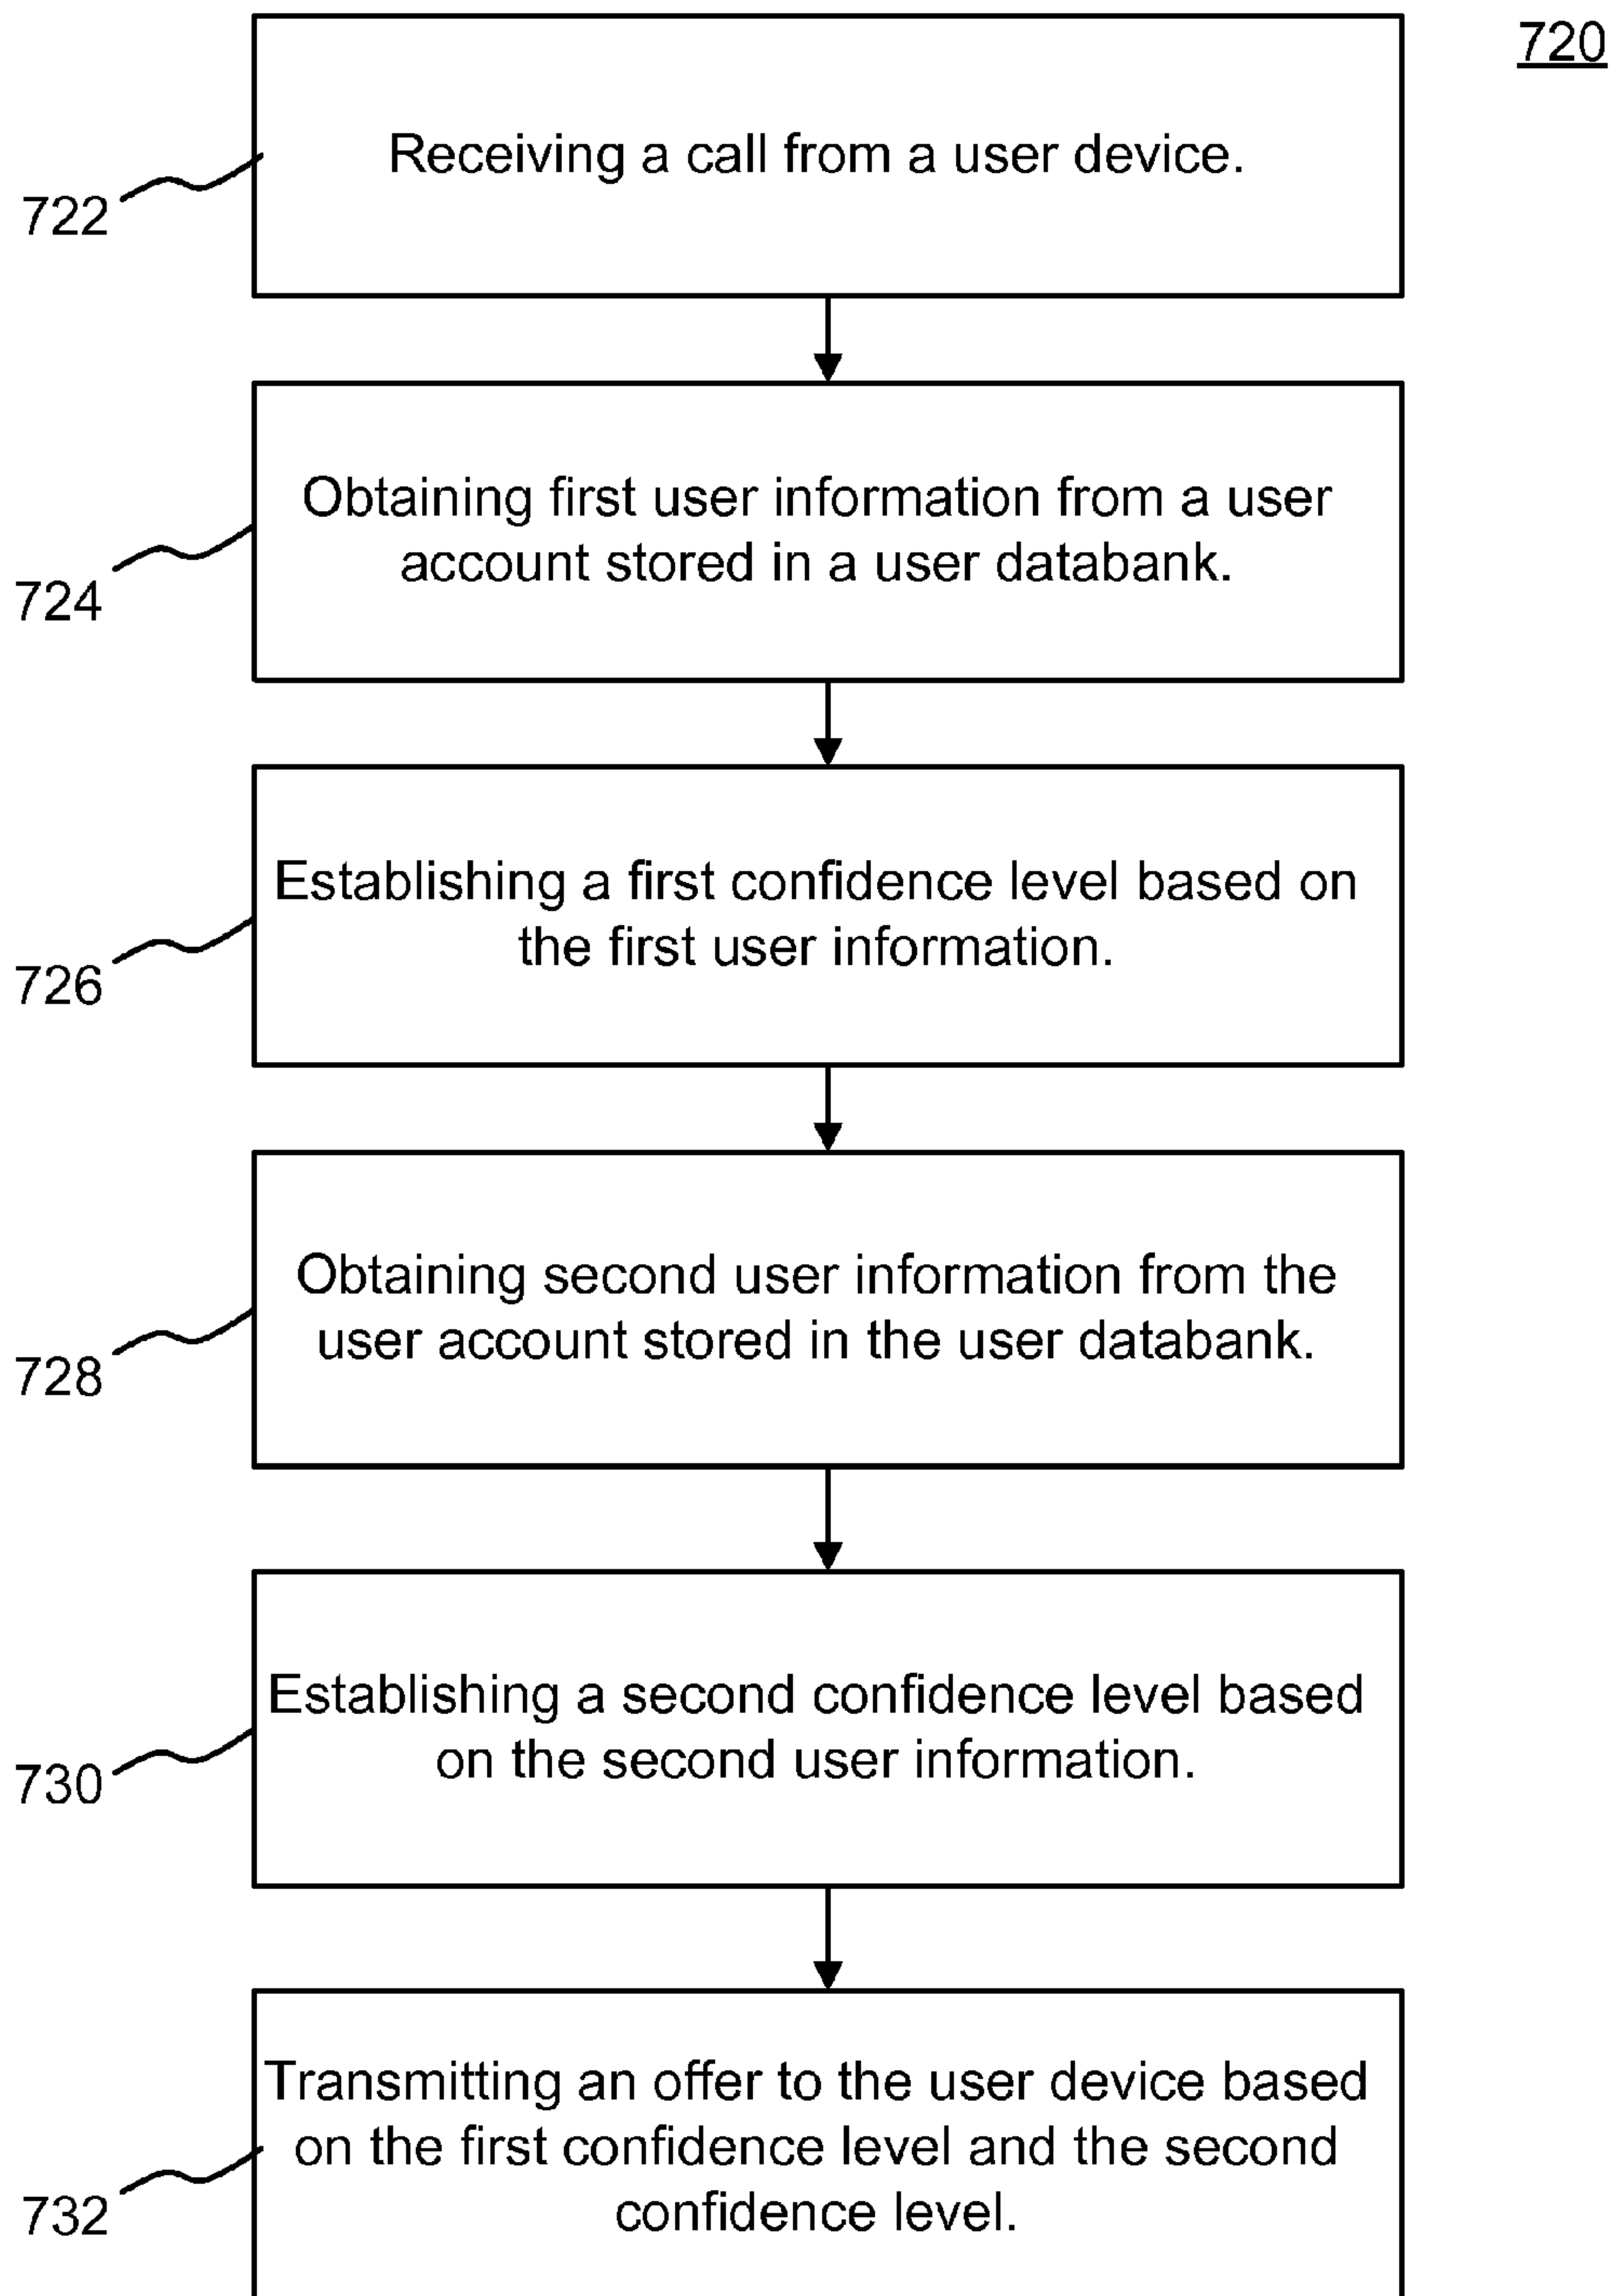 720
Receiving a call from a user device.
722
Obtaining first user information from a user
account stored in a user databank.
724
Establishing a first confidence level based on
the first user information.
726
Obtaining second user information from the
user account stored in the user databank.
728
Establishing a second confidence level based
on the second user information.
730
Transmitting an offer to the user device based
on the first confidence level and the second
confidence level.
732